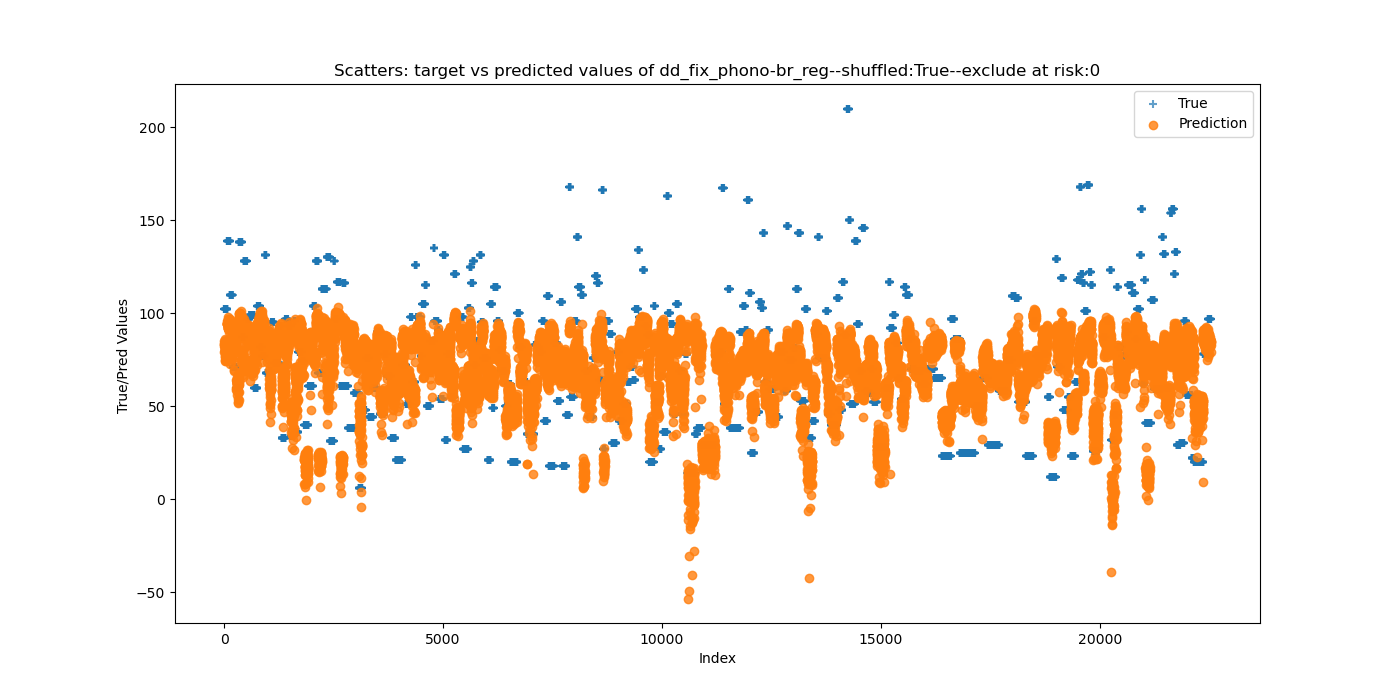 Scatters: target vs predicted values of dd_fix_phono-br_reg--shuffled:True--exclude at risk:0
True
Prediction
200
150
100
50
0
−50
True/Pred Values
0 5000 10000 15000 20000
Index